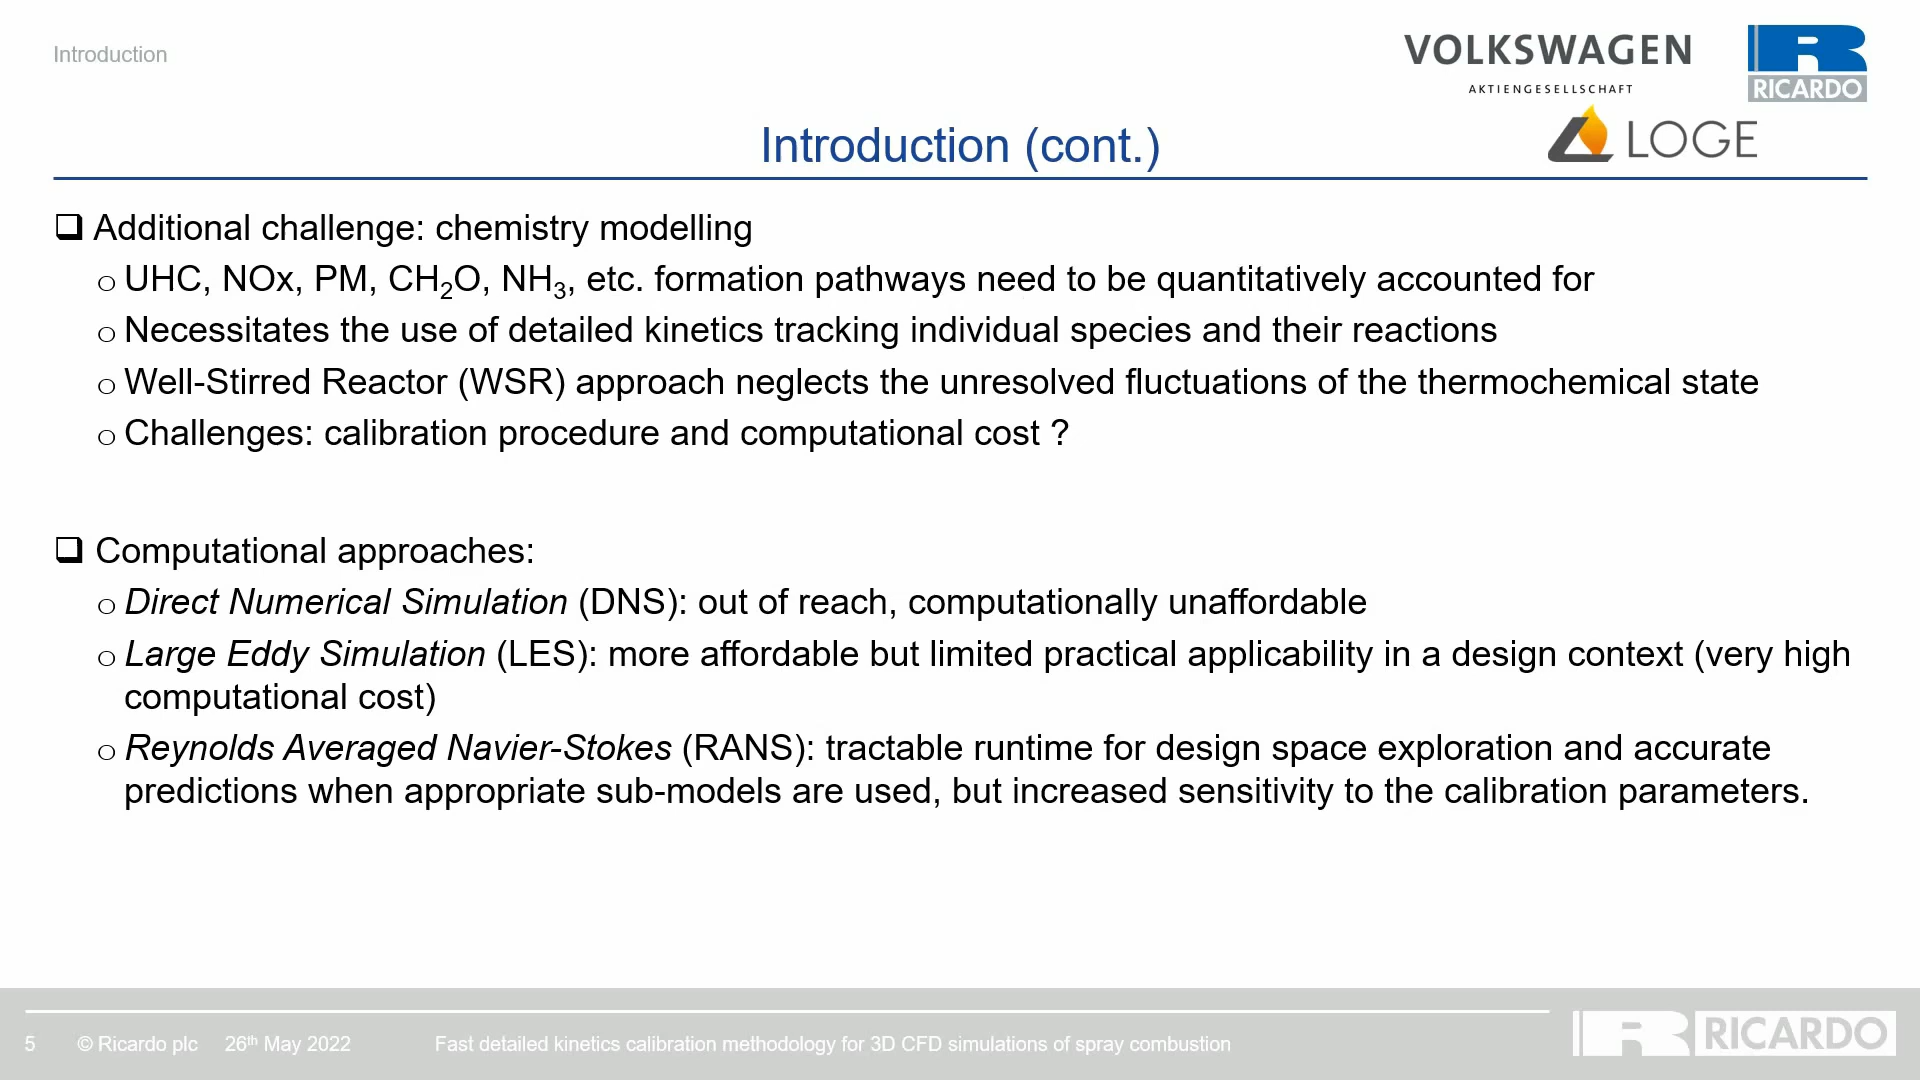 Introduction
VOLKSWAGEN
AKTIENGESELLSCHAFT
RICARDO
LOGE
Introduction (cont.)
❑ Additional challenge: chemistry modelling
o UHC, NOx, PM, CH₂O, NH₃, etc. formation pathways need to be quantitatively accounted for
o Necessitates the use of detailed kinetics tracking individual species and their reactions
o Well-Stirred Reactor (WSR) approach neglects the unresolved fluctuations of the thermochemical state
o Challenges: calibration procedure and computational cost ?
❑ Computational approaches:
o Direct Numerical Simulation (DNS): out of reach, computationally unaffordable
o Large Eddy Simulation (LES): more affordable but limited practical applicability in a design context (very high
computational cost)
o Reynolds Averaged Navier-Stokes (RANS): tractable runtime for design space exploration and accurate
predictions when appropriate sub-models are used, but increased sensitivity to the calibration parameters.
5 © Ricardo plc 26th May 2022 Fast detailed kinetics calibration methodology for 3D CFD simulations of spray combustion
RICARDO